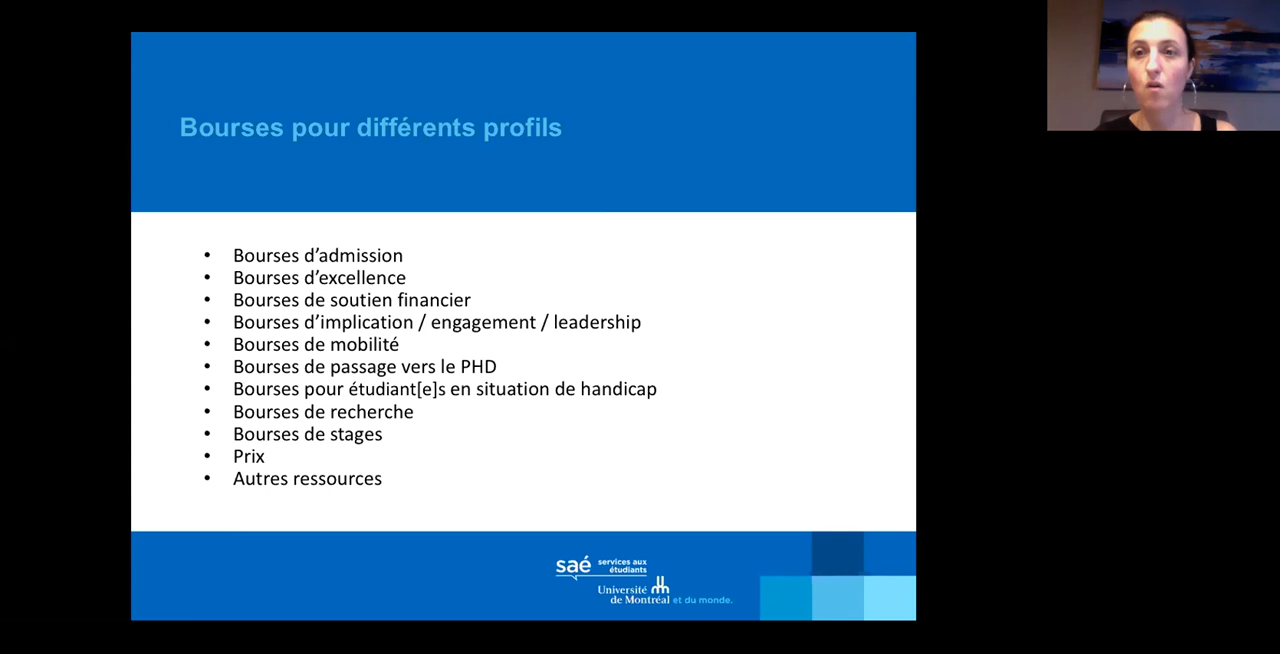 Bourses pour différents profils
• Bourses d’admission
• Bourses d’excellence
• Bourses de soutien financier
• Bourses d’implication / engagement / leadership
• Bourses de mobilité
• Bourses de passage vers le PHD
• Bourses pour étudiant[e]s en situation de handicap
• Bourses de recherche
• Bourses de stages
• Prix
• Autres ressources
saé services aux
étudiants
Université
de Montréal et du monde.